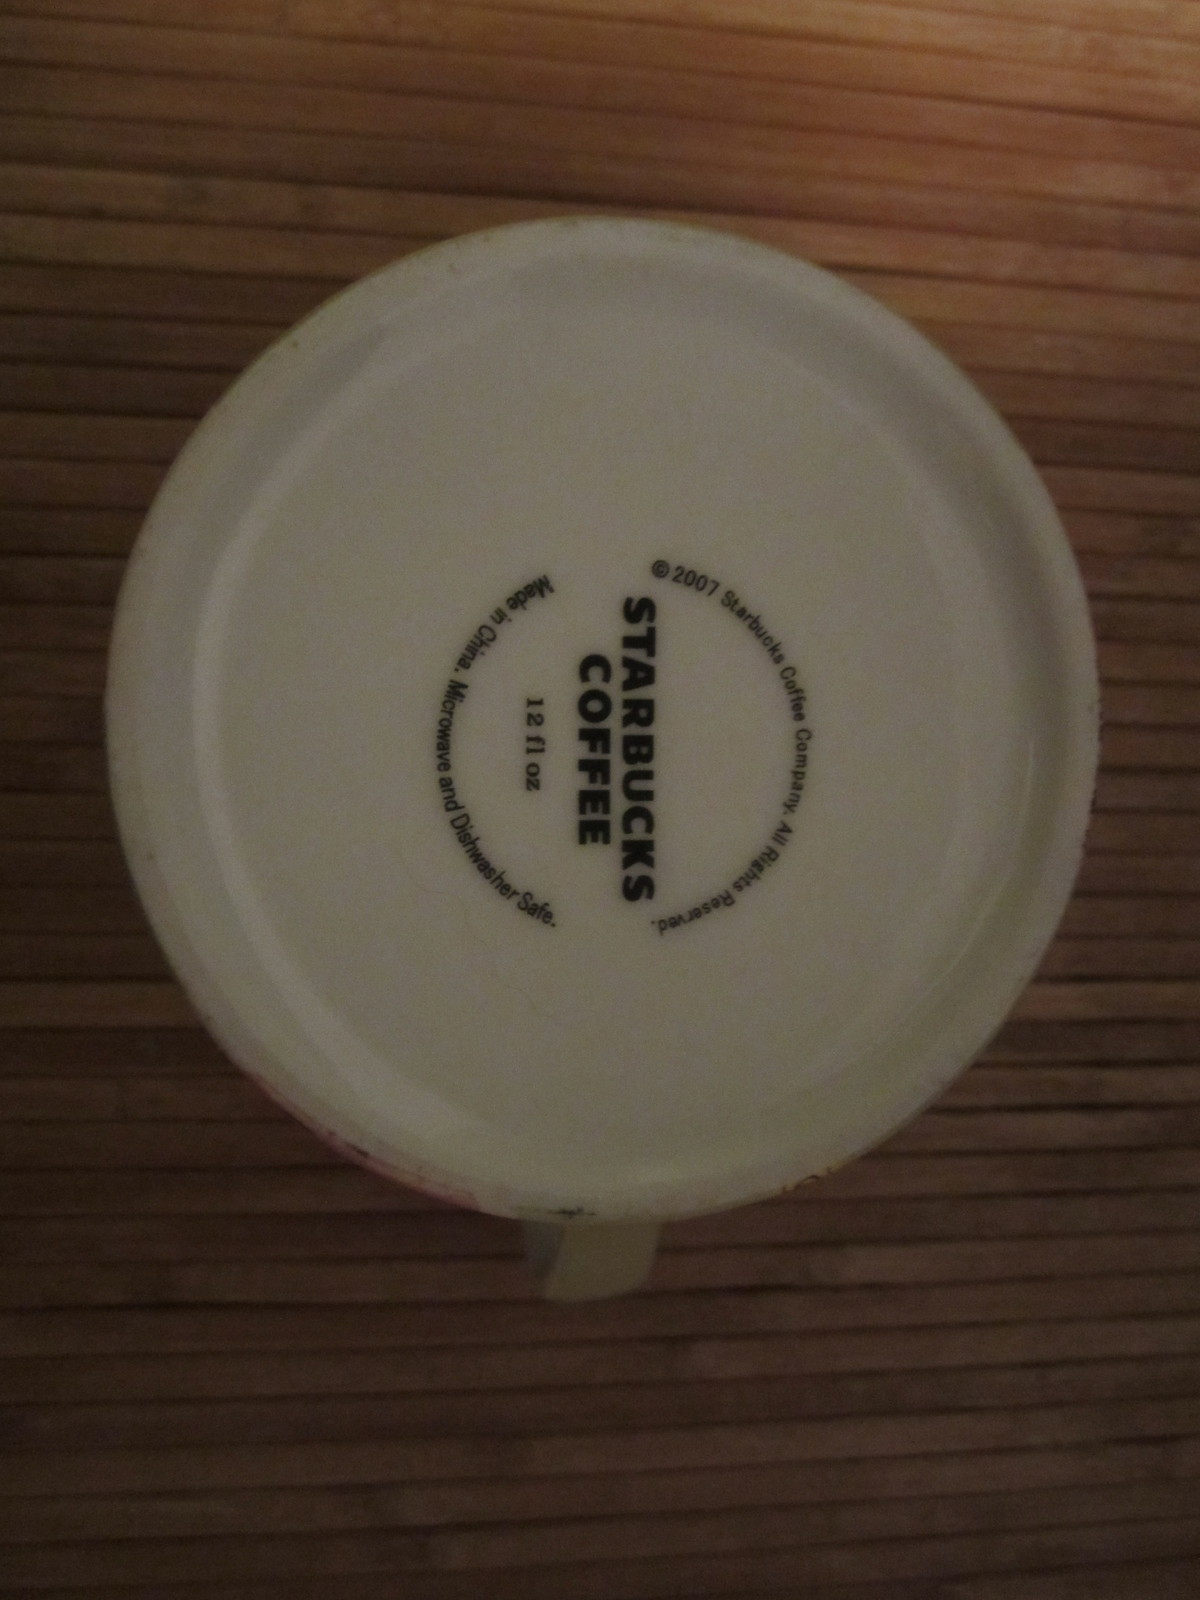 © 2007 Starbucks Coffee Company. All Rights Reserved.
STARBUCKS
COFFEE
12 fl oz
Made in China. Microwave and Dishwasher Safe.